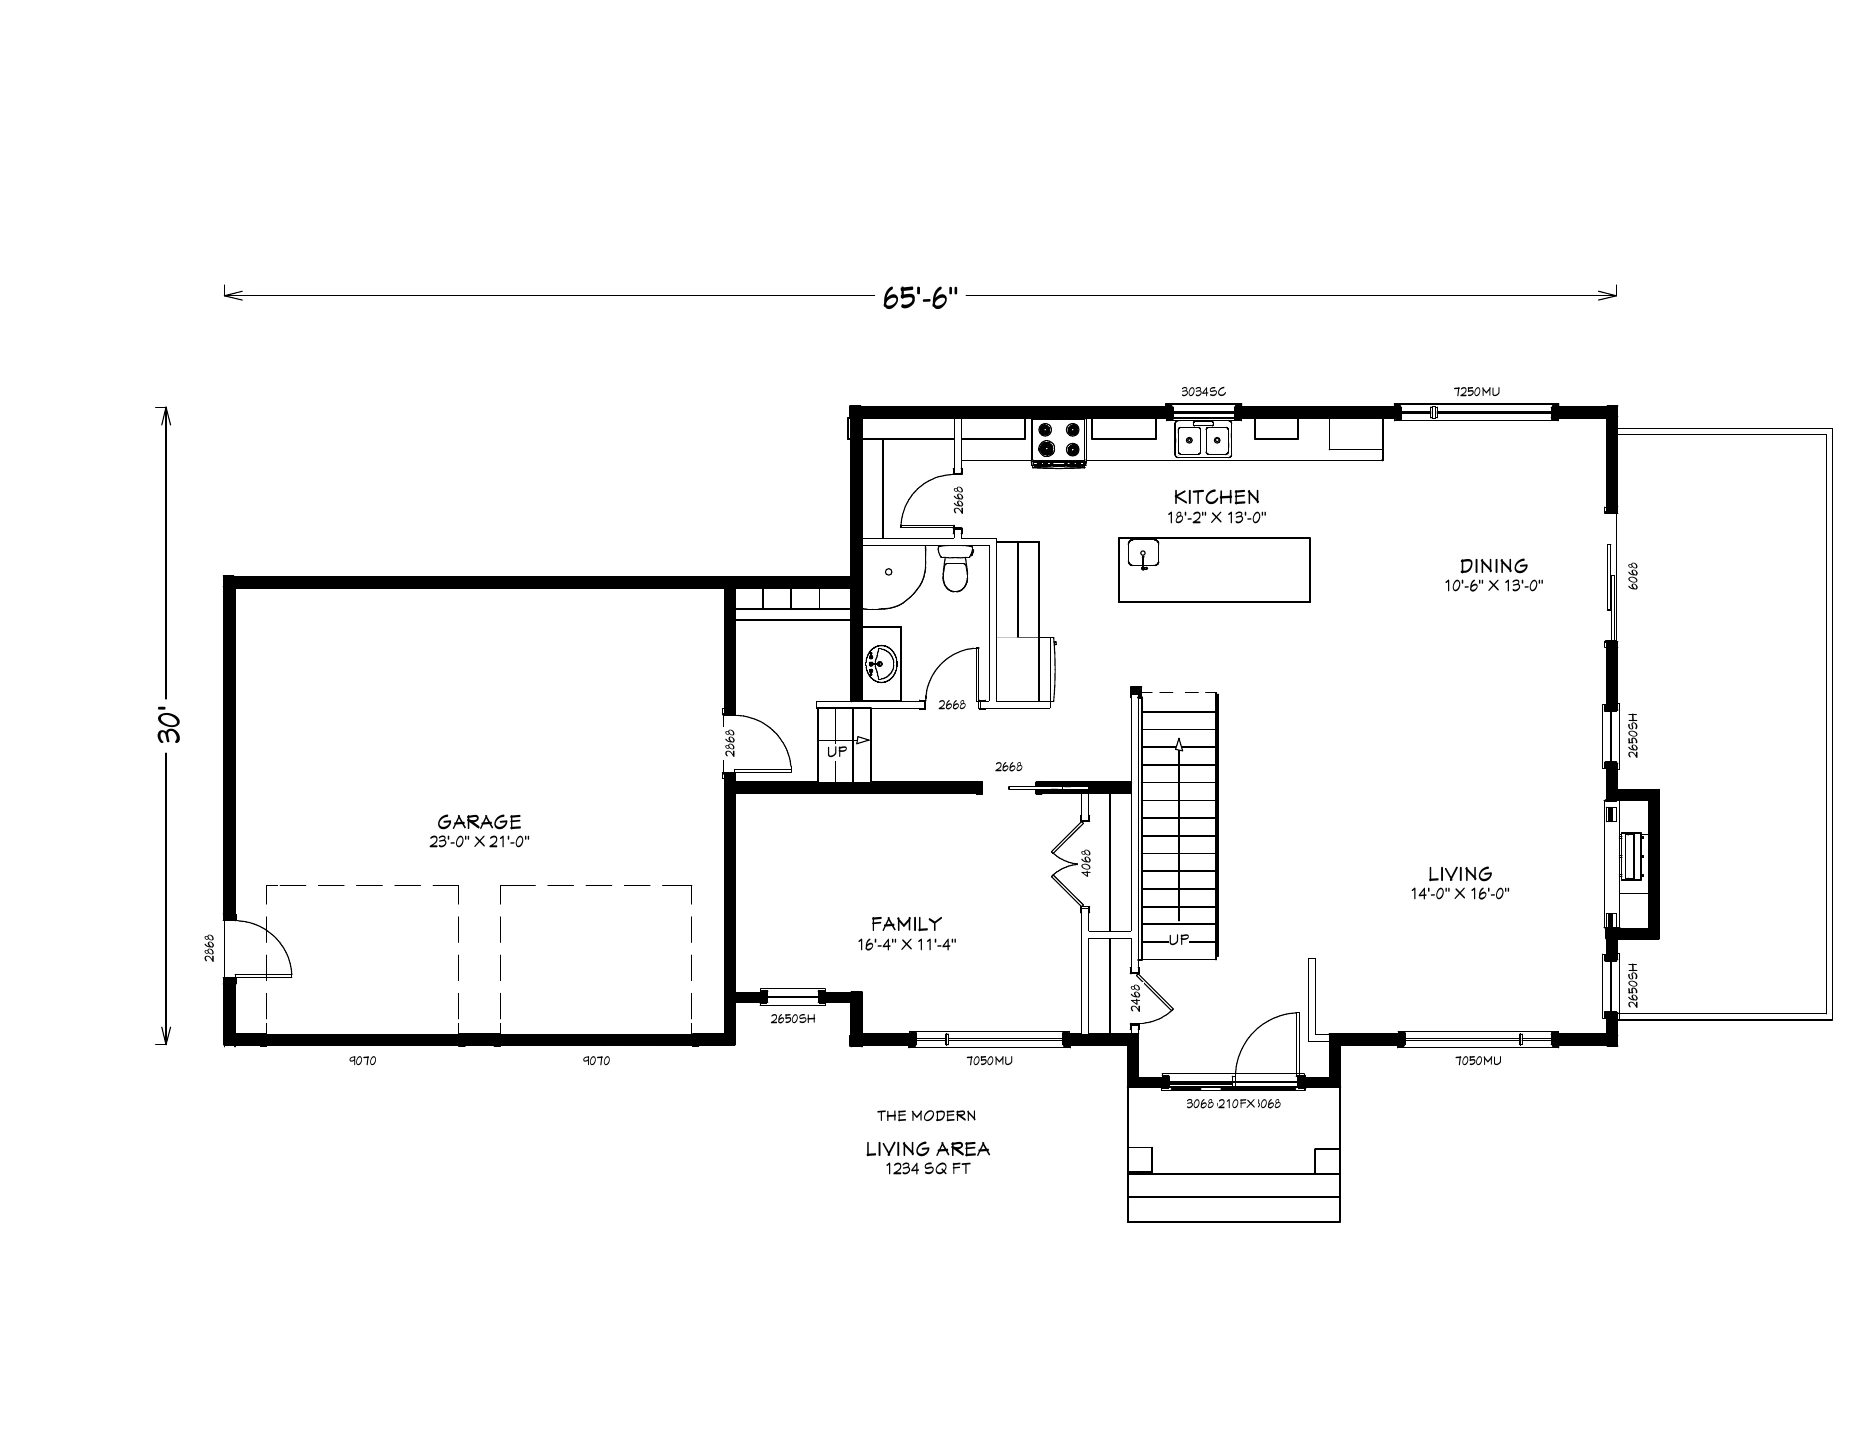 65'-6"
3034SC
7250MU
2668
KITCHEN
18'-2" X 13'-0"
DINING
10'-6" X 13'-0"
6068
30'
2668
2868
UP
2650SH
2668
GARAGE
23'-0" X 21'-0"
4068
LIVING
14'-0" X 16'-0"
FAMILY
16'-4" X 11'-4"
2868
UP
2468
2650SH
2650SH
9070
9070
7050MU
7050MU
3068 210FX 068
THE MODERN
LIVING AREA
1234 SQ FT